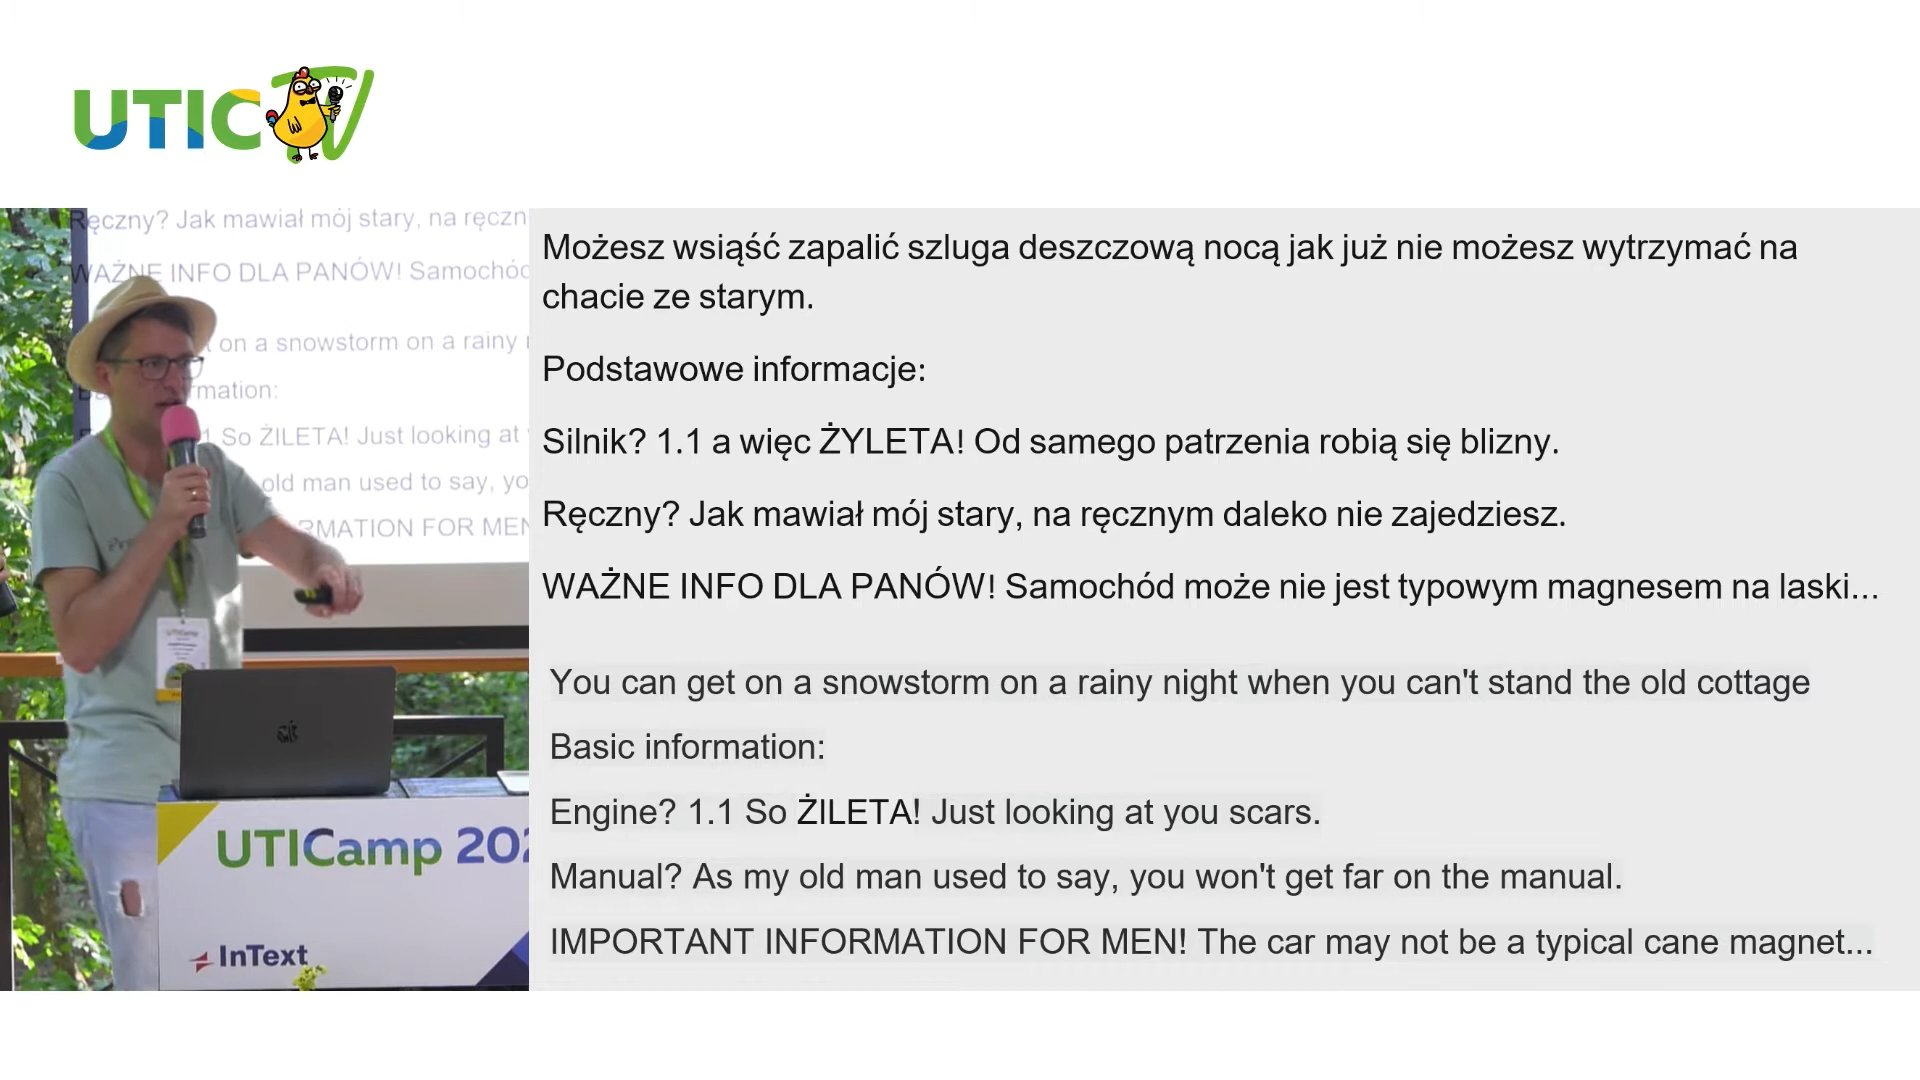 UTIC TV
Ręczny? Jak mawiał mój stary, na ręczn
WAŻNE INFO DLA PANÓW! Samochód
on a snowstorm on a rainy
rmation:
1 So ŻILETA! Just looking at
old man used to say, yo
RMATION FOR MEN
UTICamp 202
InText
Możesz wsiąść zapalić szluga deszczową nocą jak już nie możesz wytrzymać na
chacie ze starym.
Podstawowe informacje:
Silnik? 1.1 a więc ŻYLETA! Od samego patrzenia robią się blizny.
Ręczny? Jak mawiał mój stary, na ręcznym daleko nie zajedziesz.
WAŻNE INFO DLA PANÓW! Samochód może nie jest typowym magnesem na laski...
You can get on a snowstorm on a rainy night when you can't stand the old cottage
Basic information:
Engine? 1.1 So ŻILETA! Just looking at you scars.
Manual? As my old man used to say, you won't get far on the manual.
IMPORTANT INFORMATION FOR MEN! The car may not be a typical cane magnet...